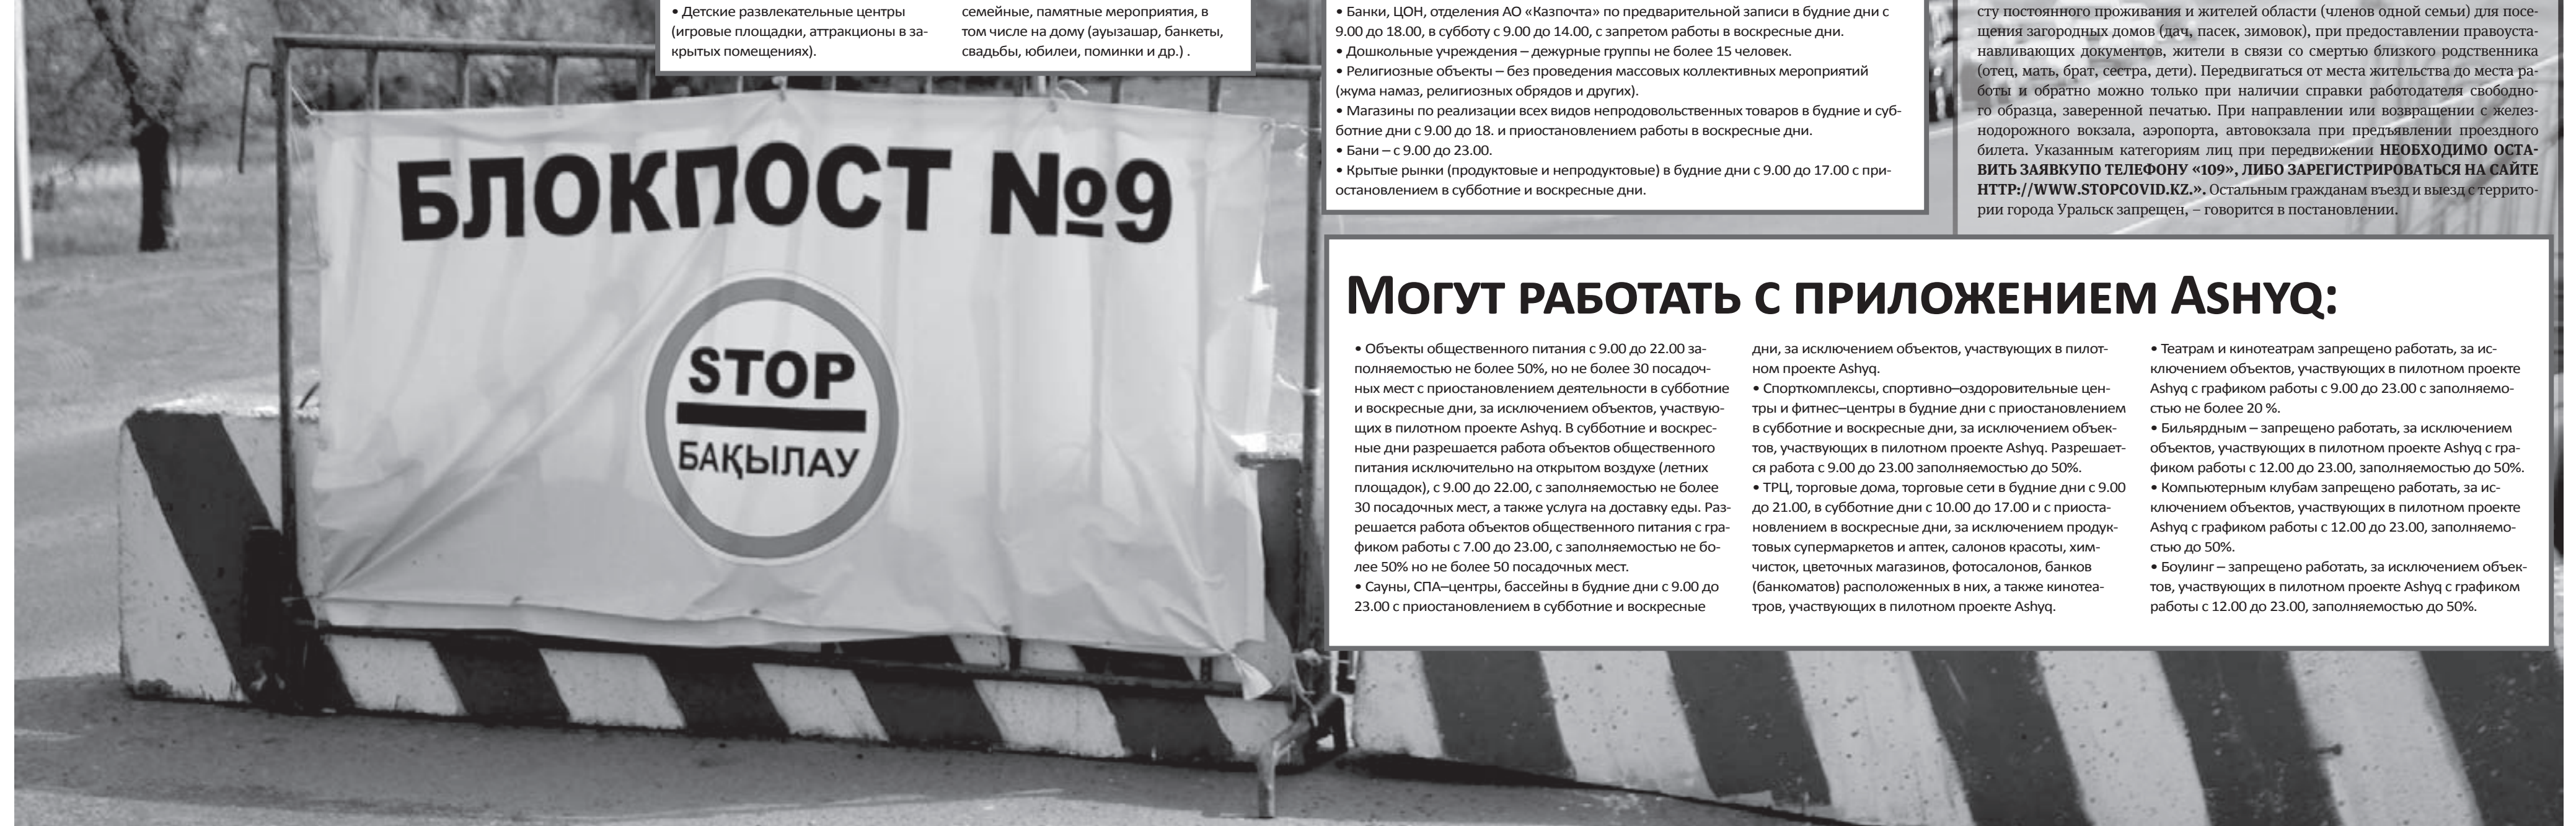 • Детские развлекательные центры
(игровые площадки, аттракционы в за-
крытых помещениях).
семейные, памятные мероприятия, в
том числе на дому (ауызашар, банкеты,
свадьбы, юбилеи, поминки и др.) .
• Банки, ЦОН, отделения АО «Казпочта» по предварительной записи в будние дни с
9.00 до 18.00, в субботу с 9.00 до 14.00, с запретом работы в воскресные дни.
• Дошкольные учреждения – дежурные группы не более 15 человек.
• Религиозные объекты – без проведения массовых коллективных мероприятий
(жума намаз, религиозных обрядов и других).
• Магазины по реализации всех видов непродовольственных товаров в будние и суб-
ботние дни с 9.00 до 18. и приостановлением работы в воскресные дни.
• Бани – с 9.00 до 23.00.
• Крытые рынки (продуктовые и непродуктовые) в будние дни с 9.00 до 17.00 с при-
остановлением в субботние и воскресные дни.
сту постоянного проживания и жителей области (членов одной семьи) для посе-
щения загородных домов (дач, пасек, зимовок), при предоставлении правоуста-
навливающих документов, жители в связи со смертью близкого родственника
(отец, мать, брат, сестра, дети). Передвигаться от места жительства до места ра-
боты и обратно можно только при наличии справки работодателя свободно-
го образца, заверенной печатью. При направлении или возвращении с желез-
нодорожного вокзала, аэропорта, автовокзала при предъявлении проездного
билета. Указанным категориям лиц при передвижении НЕОБХОДИМО ОСТА-
ВИТЬ ЗАЯВКУПО ТЕЛЕФОНУ «109», ЛИБО ЗАРЕГИСТРИРОВАТЬСЯ НА САЙТЕ
HTTP://WWW.STOPCOVID.KZ.». Остальным гражданам въезд и выезд с террито-
рии города Уральск запрещен, – говорится в постановлении.
БЛОКПОСТ №9
STOP
БАҚЫЛАУ
Могут работать с приложением Ashyq:
• Объекты общественного питания с 9.00 до 22.00 за-
полняемостью не более 50%, но не более 30 посадоч-
ных мест с приостановлением деятельности в субботние
и воскресные дни, за исключением объектов, участвую-
щих в пилотном проекте Ashyq. В субботние и воскрес-
ные дни разрешается работа объектов общественного
питания исключительно на открытом воздухе (летних
площадок), с 9.00 до 22.00, с заполняемостью не более
30 посадочных мест, а также услуга на доставку еды. Раз-
решается работа объектов общественного питания с гра-
фиком работы с 7.00 до 23.00, с заполняемостью не бо-
лее 50% но не более 50 посадочных мест.
• Сауны, СПА–центры, бассейны в будние дни с 9.00 до
23.00 с приостановлением в субботние и воскресные
дни, за исключением объектов, участвующих в пилот-
ном проекте Ashyq.
• Спорткомплексы, спортивно–оздоровительные цен-
тры и фитнес–центры в будние дни с приостановлением
в субботние и воскресные дни, за исключением объек-
тов, участвующих в пилотном проекте Ashyq. Разрешает-
ся работа с 9.00 до 23.00 заполняемостью до 50%.
• ТРЦ, торговые дома, торговые сети в будние дни с 9.00
до 21.00, в субботние дни с 10.00 до 17.00 и с приоста-
новлением в воскресные дни, за исключением продук-
товых супермаркетов и аптек, салонов красоты, хим-
чисток, цветочных магазинов, фотосалонов, банков
(банкоматов) расположенных в них, а также кинотеа-
тров, участвующих в пилотном проекте Ashyq.
• Театрам и кинотеатрам запрещено работать, за ис-
ключением объектов, участвующих в пилотном проекте
Ashyq с графиком работы с 9.00 до 23.00 с заполняемо-
стью не более 20 %.
• Бильярдным – запрещено работать, за исключением
объектов, участвующих в пилотном проекте Ashyq с гра-
фиком работы с 12.00 до 23.00, заполняемостью до 50%.
• Компьютерным клубам запрещено работать, за ис-
ключением объектов, участвующих в пилотном проекте
Ashyq с графиком работы с 12.00 до 23.00, заполняемо-
стью до 50%.
• Боулинг – запрещено работать, за исключением объек-
тов, участвующих в пилотном проекте Ashyq с графиком
работы с 12.00 до 23.00, заполняемостью до 50%.